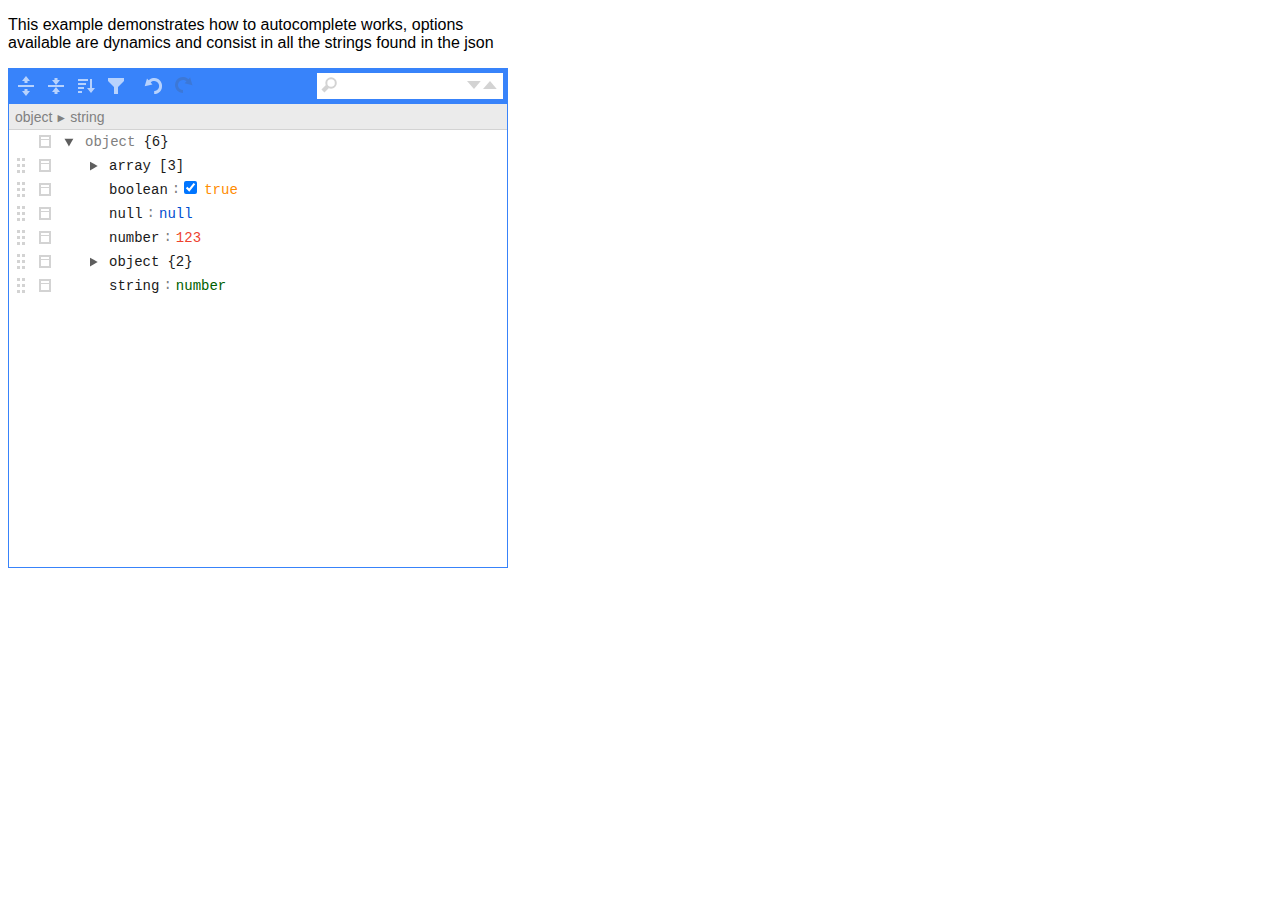 This example demonstrates how to autocomplete works, options
available are dynamics and consist in all the strings found in the json
object ► string
object {6}
array [3]
boolean : true
null : null
number : 123
object {2}
string : number